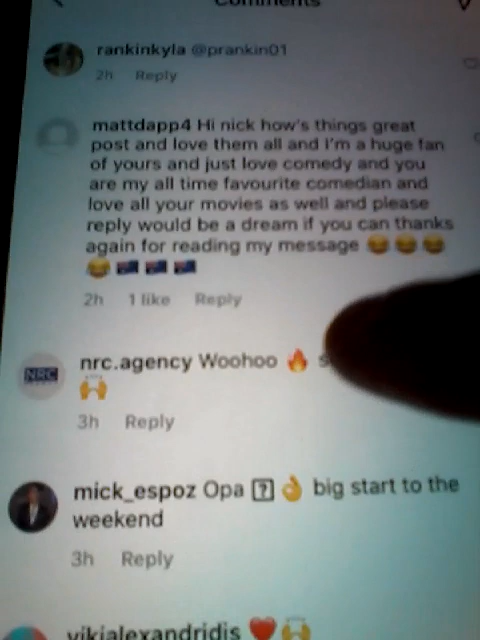 Comments
rankinkyla @prankin01
2h Reply
mattdapp4 Hi nick how's things great
post and love them all and I'm a huge fan
of yours and just love comedy and you
are my all time favourite comedian and
love all your movies as well and please
reply would be a dream if you can thanks
again for reading my message 😂 😂 😂
😂 🇦🇺 🇦🇺 🇦🇺
2h 1 like Reply
NRC
nrc.agency Woohoo 🔥
🙌
3h Reply
mick_espoz Opa 👌 big start to the
weekend
3h Reply
vikialexandridis ❤️ 🙌